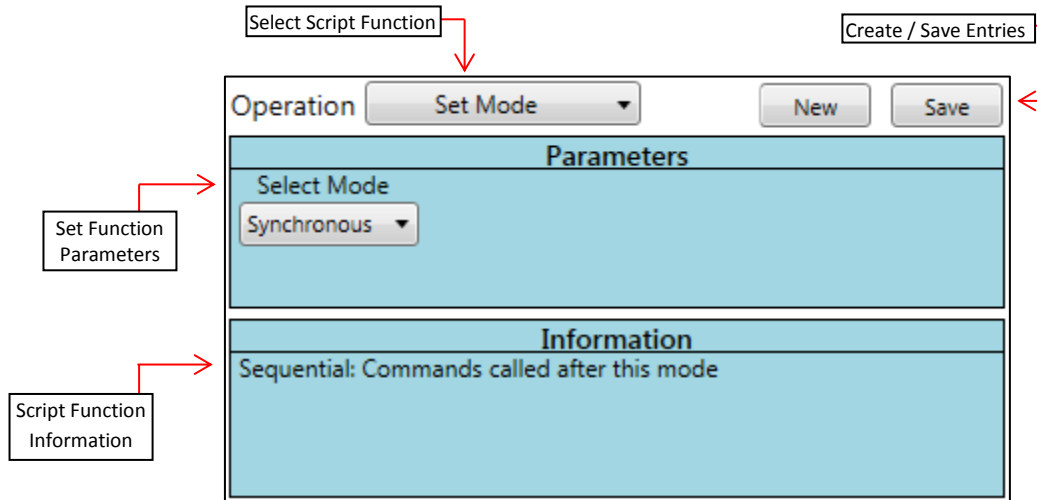 Select Script Function
Create / Save Entries
Operation Set Mode New Save
Parameters
Select Mode
Synchronous
Set Function
Parameters
Information
Sequential: Commands called after this mode
Script Function
Information